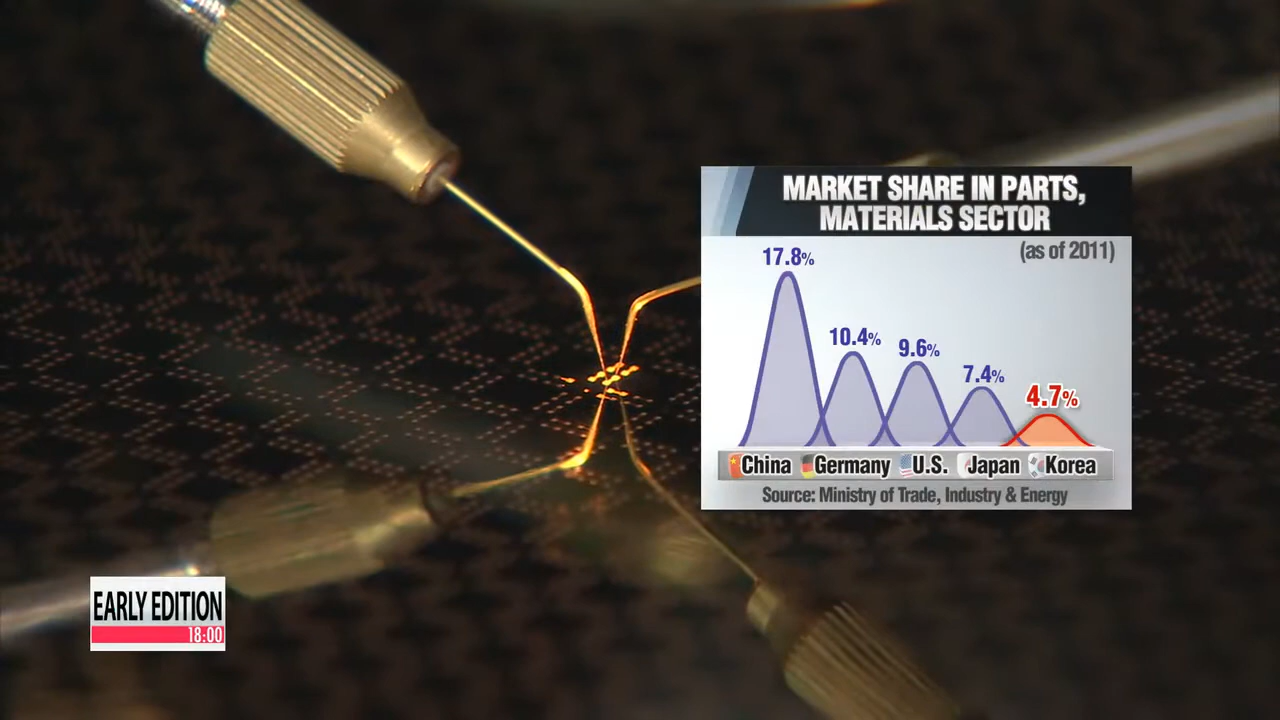 MARKET SHARE IN PARTS,
MATERIALS SECTOR
(as of 2011)
17.8%
10.4%
9.6%
7.4%
4.7%
China Germany U.S. Japan Korea
Source: Ministry of Trade, Industry & Energy
EARLY EDITION
18:00